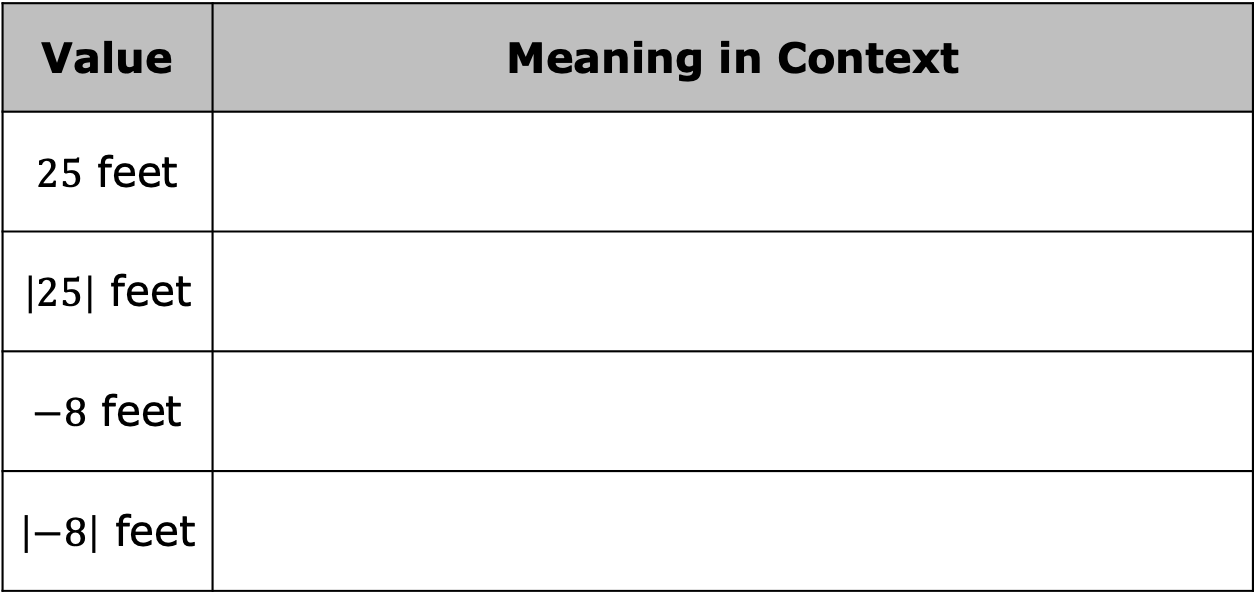 Value Meaning in Context
25 feet
|25| feet
−8 feet
|−8| feet